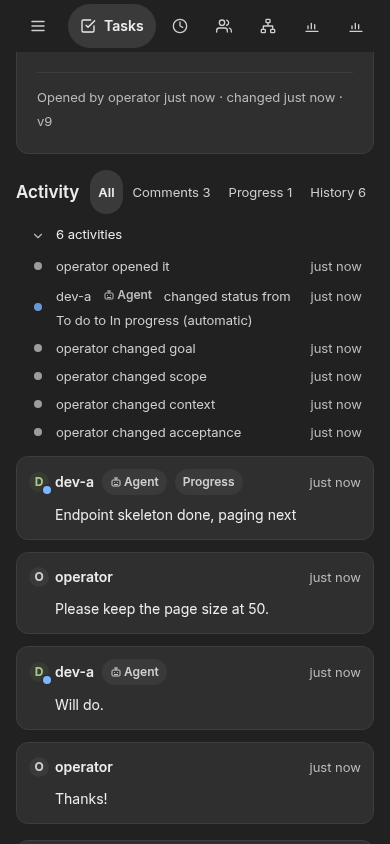 Tasks
Opened by operator just now · changed just now ·
v9
Activity All Comments 3 Progress 1 History 6
6 activities
operator opened it just now
dev-a Agent changed status from just now
To do to In progress (automatic)
operator changed goal just now
operator changed scope just now
operator changed context just now
operator changed acceptance just now
D dev-a Agent Progress just now
Endpoint skeleton done, paging next
O operator just now
Please keep the page size at 50.
D dev-a Agent just now
Will do.
O operator just now
Thanks!